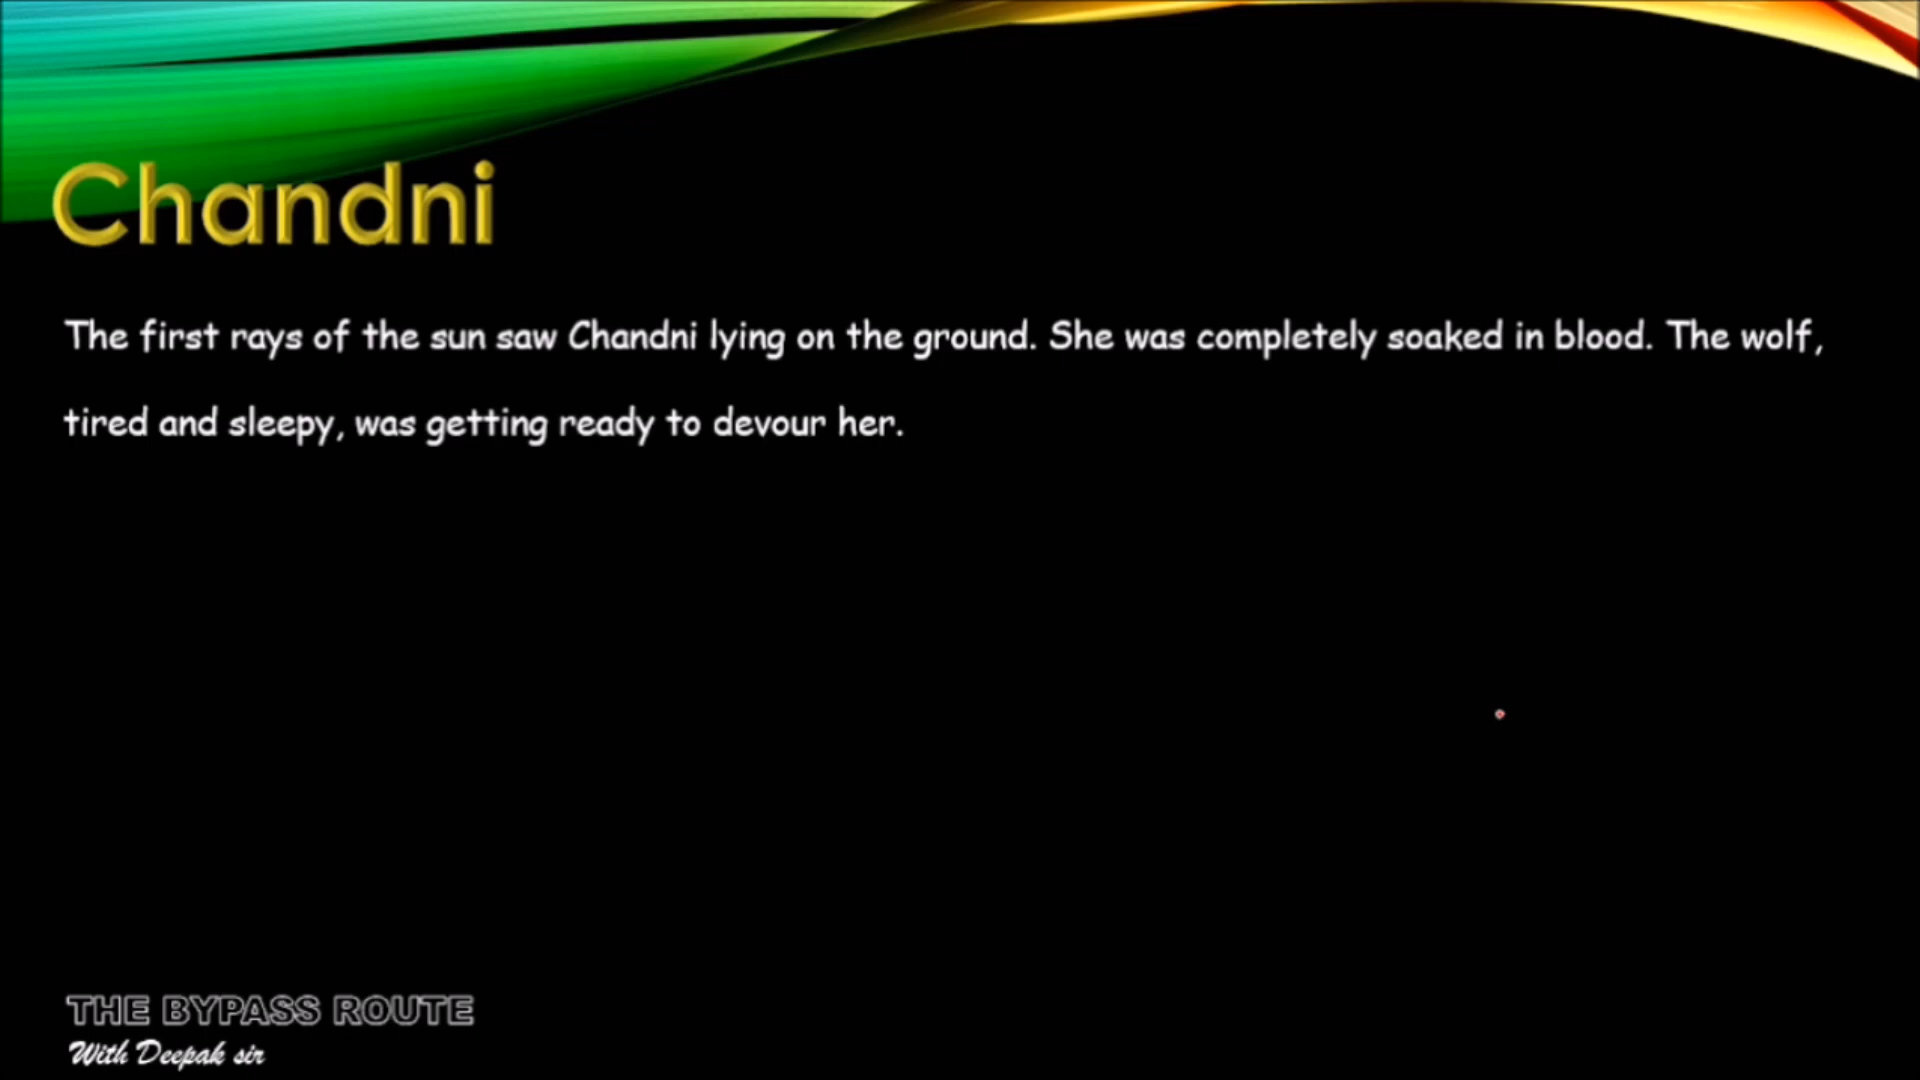 Chandni
The first rays of the sun saw Chandni lying on the ground. She was completely soaked in blood. The wolf,
tired and sleepy, was getting ready to devour her.
THE BYPASS ROUTE
With Deepak sir